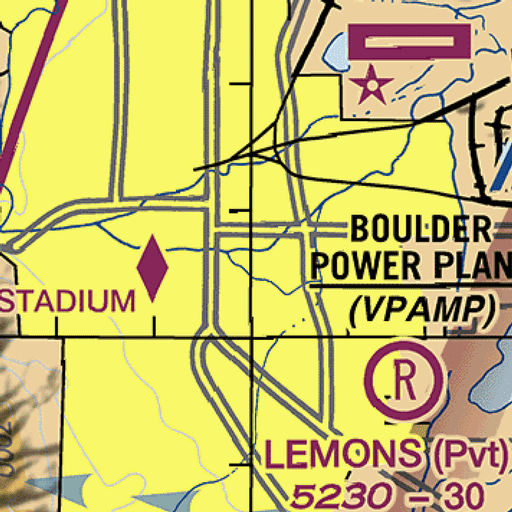 BOULDER
POWER PLAN
(VPAMP)
STADIUM
R
LEMONS (Pvt)
5230 – 30